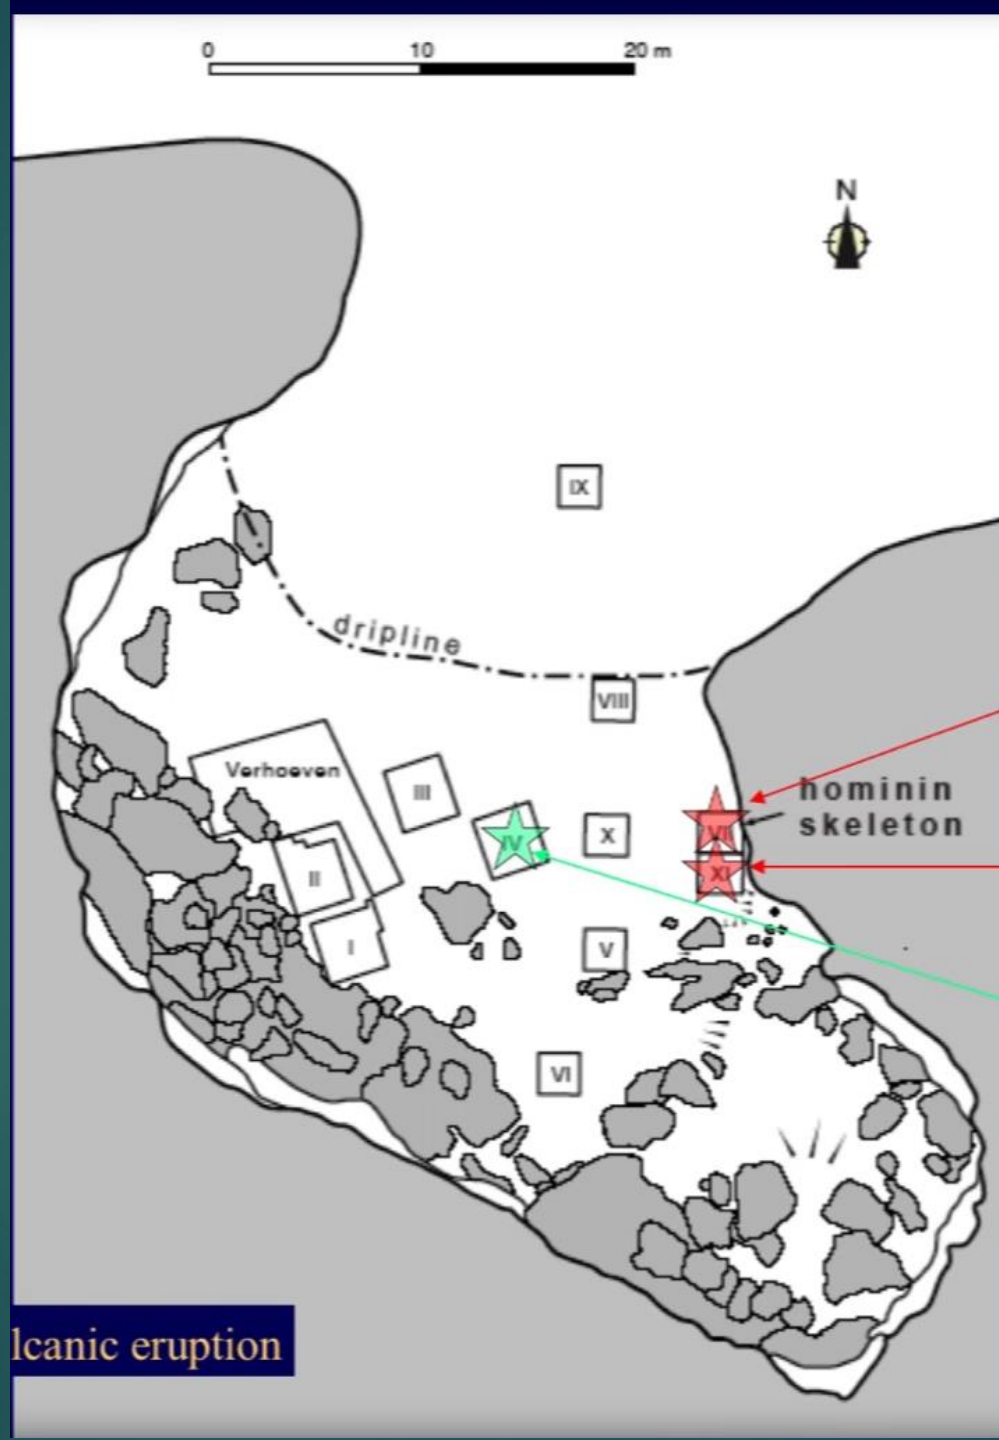 0 10 20 m
N
IX
dripline
VIII
Verhoeven
III
hominin
skeleton
IV
X
VII
XI
II
I
V
VI
lcanic eruption